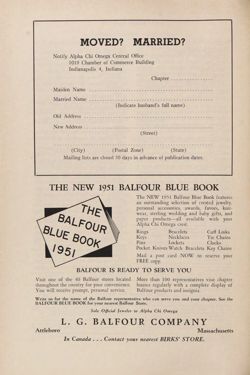 MOVED? MARRIED?
Notify Alpha Chi Omega Central Office
1019 Chamber of Commerce Building
Indianapolis 4, Indiana
Chapter
Maiden Name
Married Name
(Indicate husband's full name)
Old Address
New Address
(Street)
(City) (Postal Zone) (State)
Mailing lists are closed 30 days in advance of publication dates.
THE NEW 1951 BALFOUR BLUE BOOK
THE
BALFOUR
BLUE BOOK
1951
The NEW 1951 Balfour Blue Book features
an outstanding selection of crested jewelry,
personal accessories, awards, favors, knit-
wear, sterling wedding and baby gifts, and
paper products—all available with your
Alpha Chi Omega crest.
Rings Bracelets Cuff Links
Keys Necklaces Tie Chains
Pins Lockets Clocks
Pocket Knives Watch Bracelets Key Chains
Mail a post card NOW to reserve your
FREE copy.
BALFOUR IS READY TO SERVE YOU
Visit one of the 40 Balfour stores located
throughout the country for your convenience.
You will receive prompt, personal service.
More than 100 representatives visit chapter
houses regularly with a complete display of
Balfour products and insignia.
Write us for the name of the Balfour representative who can serve you and your chapter. See the
BALFOUR BLUE BOOK for your nearest Balfour Store.
Sole Official Jeweler to Alpha Chi Omega
L. G. BALFOUR COMPANY
Attleboro Massachusetts
In Canada . . . Contact your nearest BIRKS' STORE.